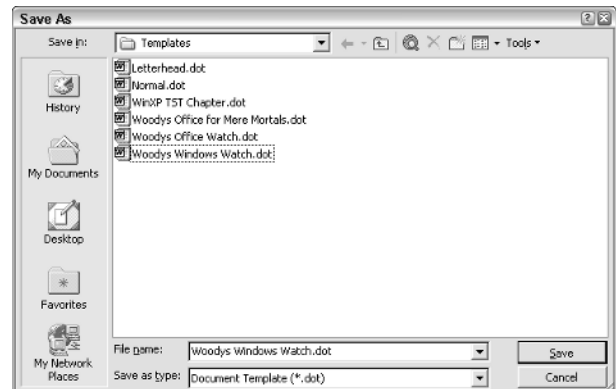 Save As
Save in: Templates Tools
History
My Documents
Desktop
Favorites
My Network Places
Letterhead.dot
Normal.dot
WinXP TST Chapter.dot
Woodys Office for Mere Mortals.dot
Woodys Office Watch.dot
Woodys Windows Watch.dot
File name: Woodys Windows Watch.dot Save
Save as type: Document Template (*.dot) Cancel